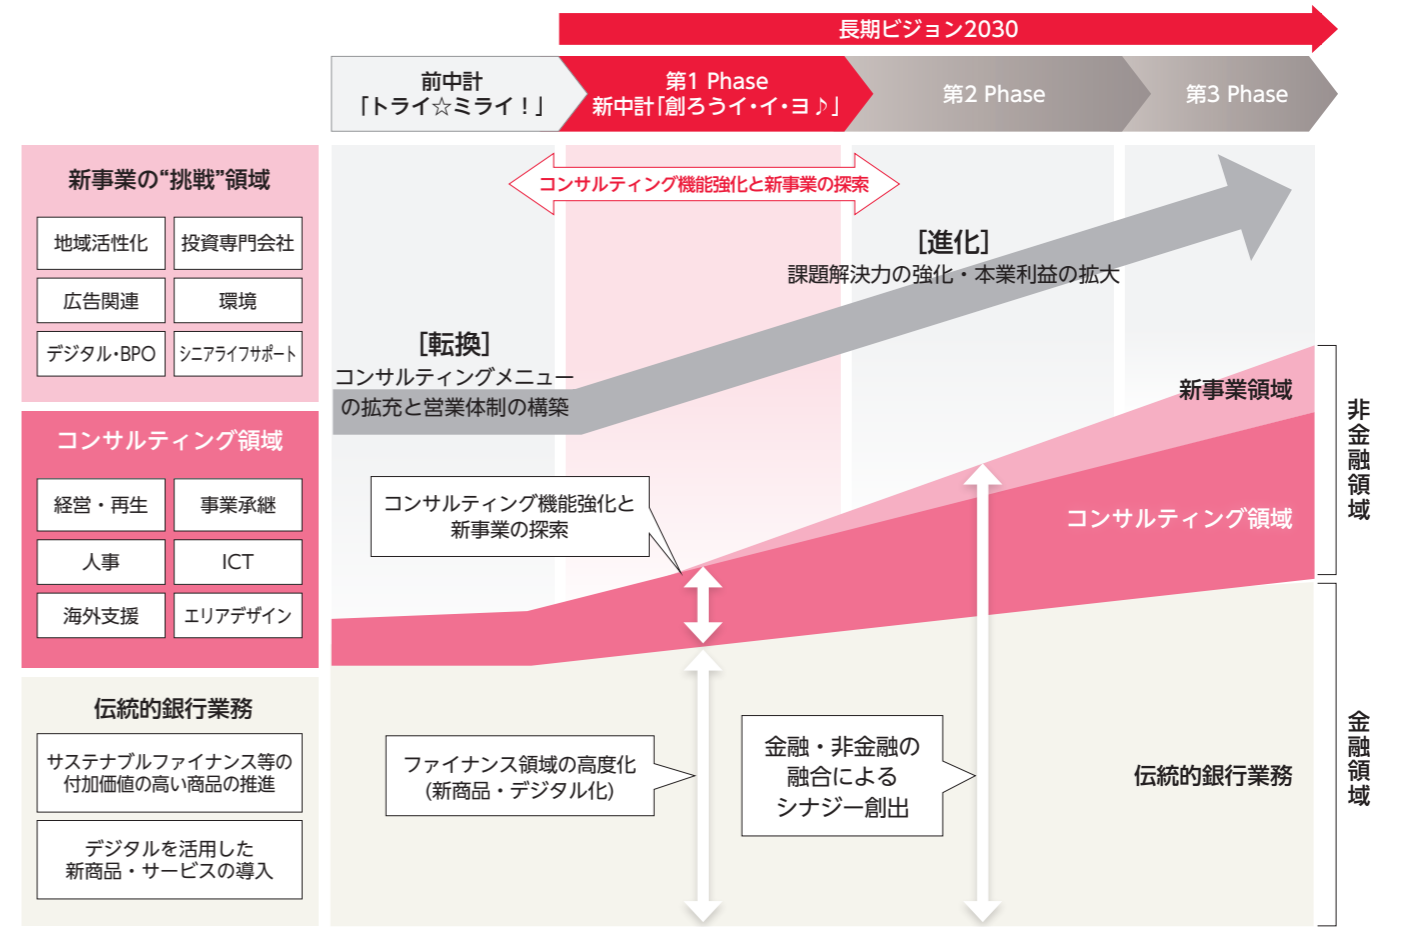 長期ビジョン2030
前中計
「トライ☆ミライ！」
第1 Phase
新中計「創ろうイ・イ・ヨ♪」
第2 Phase
第3 Phase
新事業の“挑戦”領域
地域活性化
投資専門会社
広告関連
環境
デジタル・BPO
シニアライフサポート
コンサルティング領域
経営・再生
事業承継
人事
ICT
海外支援
エリアデザイン
伝統的銀行業務
サステナブルファイナンス等の
付加価値の高い商品の推進
デジタルを活用した
新商品・サービスの導入
コンサルティング機能強化と新事業の探索
［進化］
課題解決力の強化・本業利益の拡大
［転換］
コンサルティングメニュー
の拡充と営業体制の構築
新事業領域
コンサルティング機能強化と
新事業の探索
コンサルティング領域
ファイナンス領域の高度化
(新商品・デジタル化)
金融・非金融の
融合による
シナジー創出
伝統的銀行業務
非金融領域
金融領域